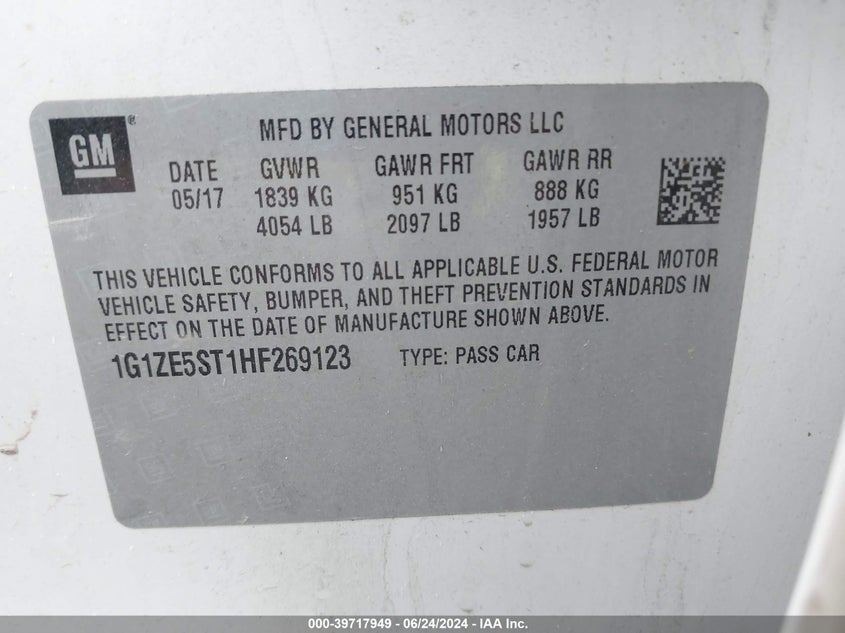 GM®
MFD BY GENERAL MOTORS LLC
DATE GVWR GAWR FRT GAWR RR
05/17 1839 KG 951 KG 888 KG
4054 LB 2097 LB 1957 LB
THIS VEHICLE CONFORMS TO ALL APPLICABLE U.S. FEDERAL MOTOR
VEHICLE SAFETY, BUMPER, AND THEFT PREVENTION STANDARDS IN
EFFECT ON THE DATE OF MANUFACTURE SHOWN ABOVE.
1G1ZE5ST1HF269123 TYPE: PASS CAR
000-39717949 - 06/24/2024 - IAA Inc.